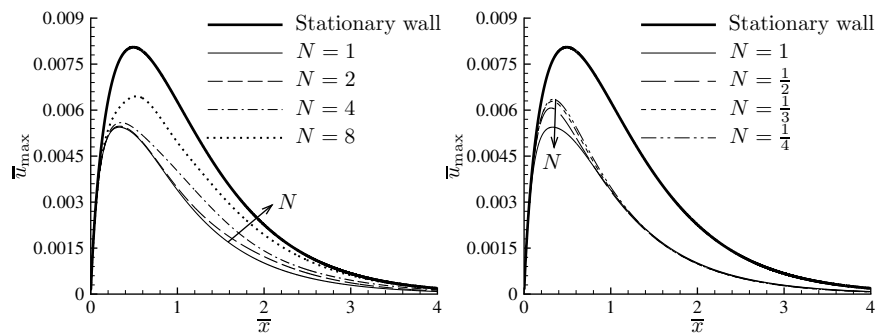 0.009
0.0075
0.006
0.0045
0.003
0.0015
0
u̿max
Stationary wall
N = 1
N = 2
N = 4
N = 8
N
0 1 2 3 4
x̅
0.009
0.0075
0.006
0.0045
0.003
0.0015
0
u̿max
Stationary wall
N = 1
N = 1/2
N = 1/3
N = 1/4
N
0 1 2 3 4
x̅